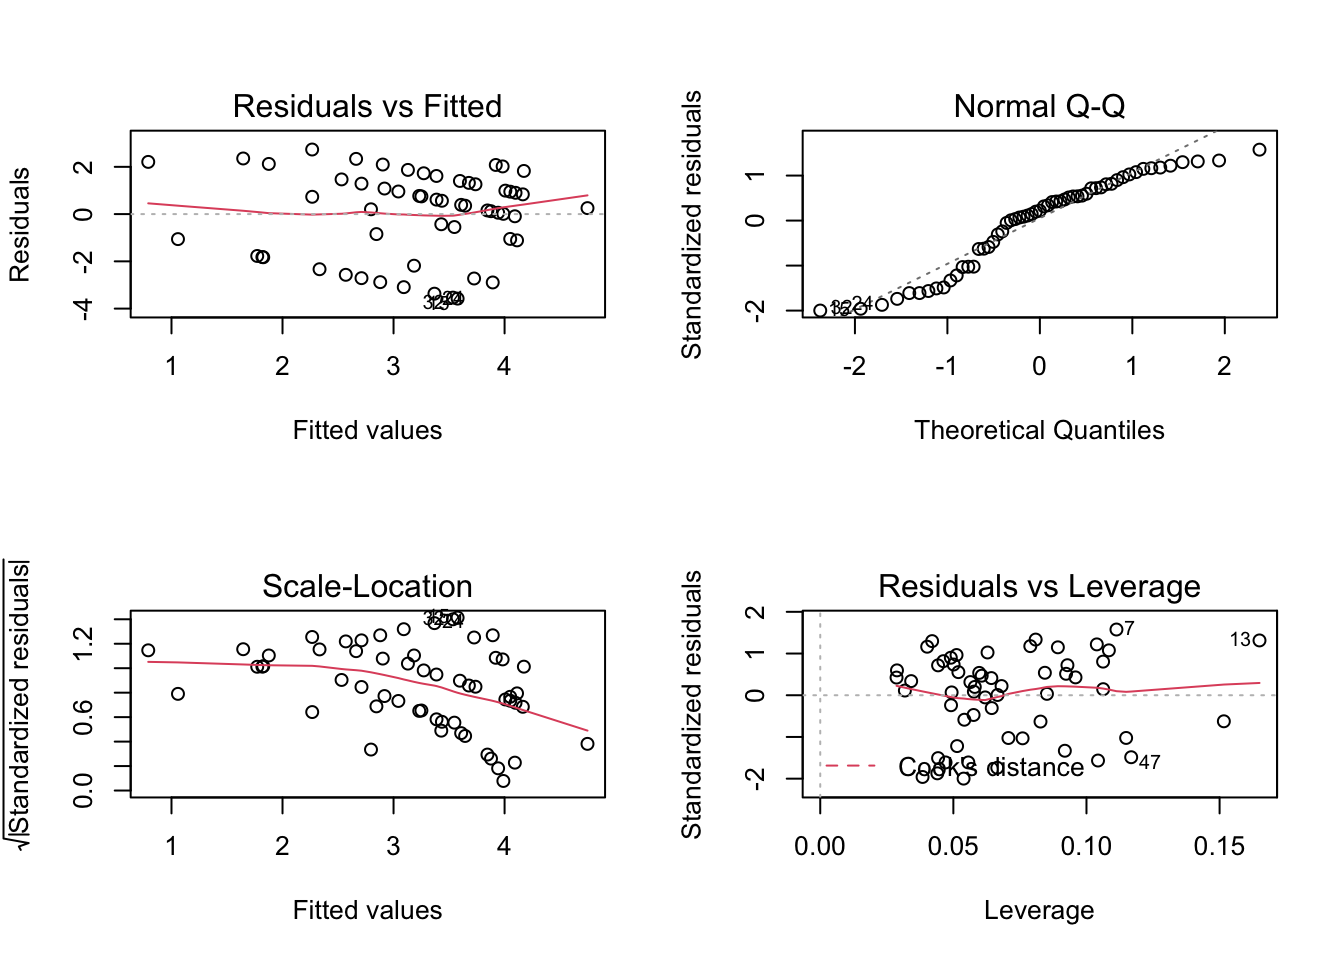 Residuals vs Fitted
Residuals
2
0
-2
-4
1
2
3
4
Fitted values
Normal Q-Q
Standardized residuals
1
0
-2
24
-2
-1
0
1
2
Theoretical Quantiles
Scale-Location
√|Standardized residuals|
1.2
0.6
0.0
24
1
2
3
4
Fitted values
Residuals vs Leverage
Standardized residuals
2
1
0
-2
7
13
47
Cook's distance
0.00
0.05
0.10
0.15
Leverage